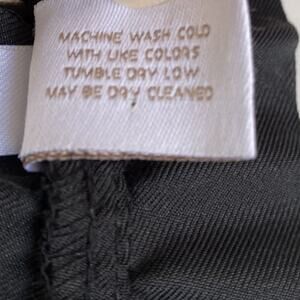 MACHINE WASH COLD
WITH LIKE COLORS
TUMBLE DRY LOW
MAY BE DRY CLEANED